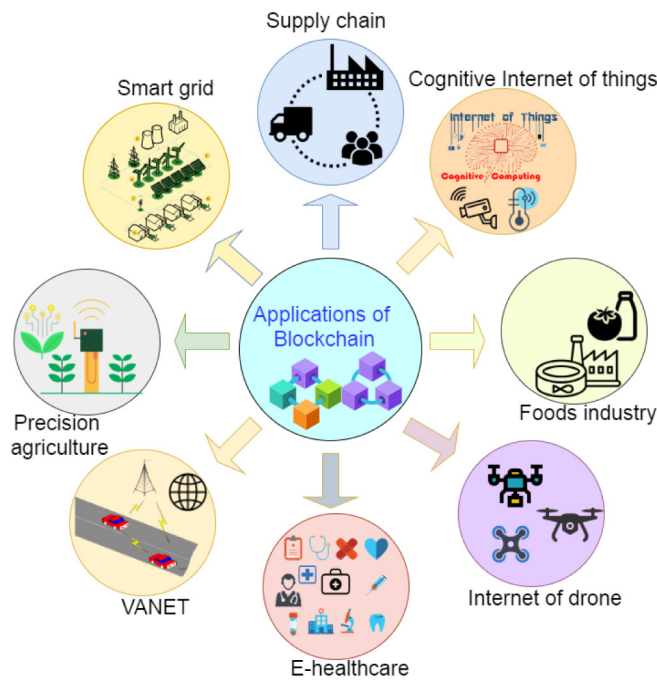 Supply chain
Smart grid
Cognitive Internet of things
Internet of Things
Cognitive Computing
Applications of
Blockchain
Precision
agriculture
Foods industry
VANET
Internet of drone
E-healthcare